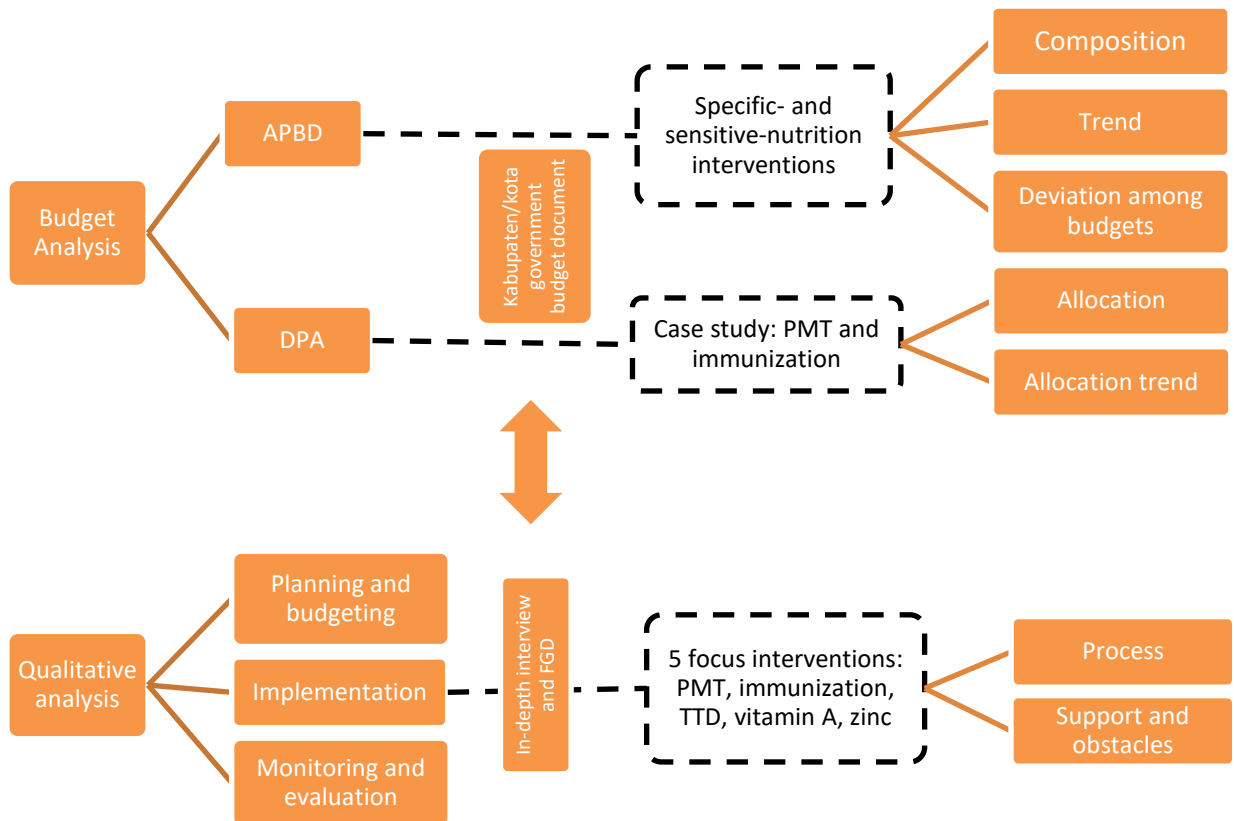 Budget
Analysis
APBD
DPA
Kabupaten/kota
government
budget document
Specific- and
sensitive-nutrition
interventions
Case study: PMT and
immunization
Composition
Trend
Deviation among
budgets
Allocation
Allocation trend
Qualitative
analysis
Planning and
budgeting
Implementation
Monitoring and
evaluation
In-depth interview
and FGD
5 focus interventions:
PMT, immunization,
TTD, vitamin A, zinc
Process
Support and
obstacles